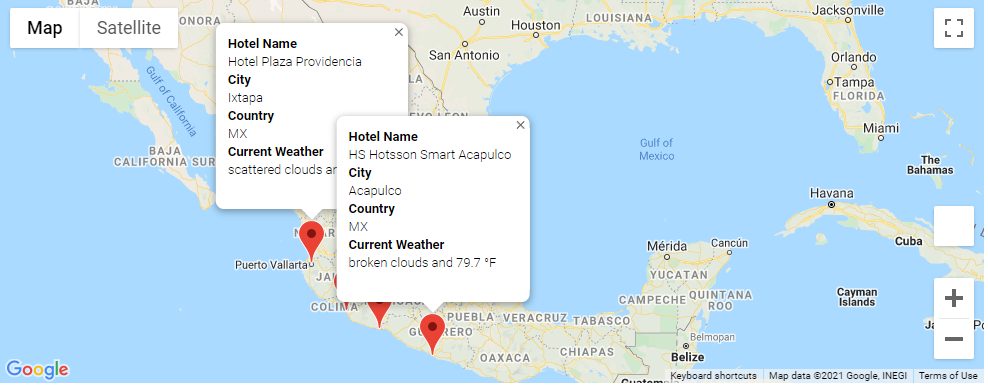 Map
Satellite
Hotel Name
Hotel Plaza Providencia
City
Ixtapa
Country
MX
Current Weather
scattered clouds an
Hotel Name
HS Hotsson Smart Acapulco
City
Acapulco
Country
MX
Current Weather
broken clouds and 79.7 °F
SONORA
Gulf of California
BAJA
CALIFORNIA SUR
Austin
Houston
San Antonio
LOUISIANA
Jacksonville
Orlando
Tampa
FLORIDA
Miami
Gulf of
Mexico
The
Bahamas
Havana
Cuba
Cayman
Islands
Mérida
Cancún
YUCATAN
CAMPECHE
QUINTANA
ROO
Puerto Vallarta
COLIMA
PUEBLA
VERACRUZ
TABASCO
GUERRERO
OAXACA
CHIAPAS
Belmopan
Belize
Guatemala
Google
Keyboard shortcuts
Map data ©2021 Google, INEGI
Terms of Use